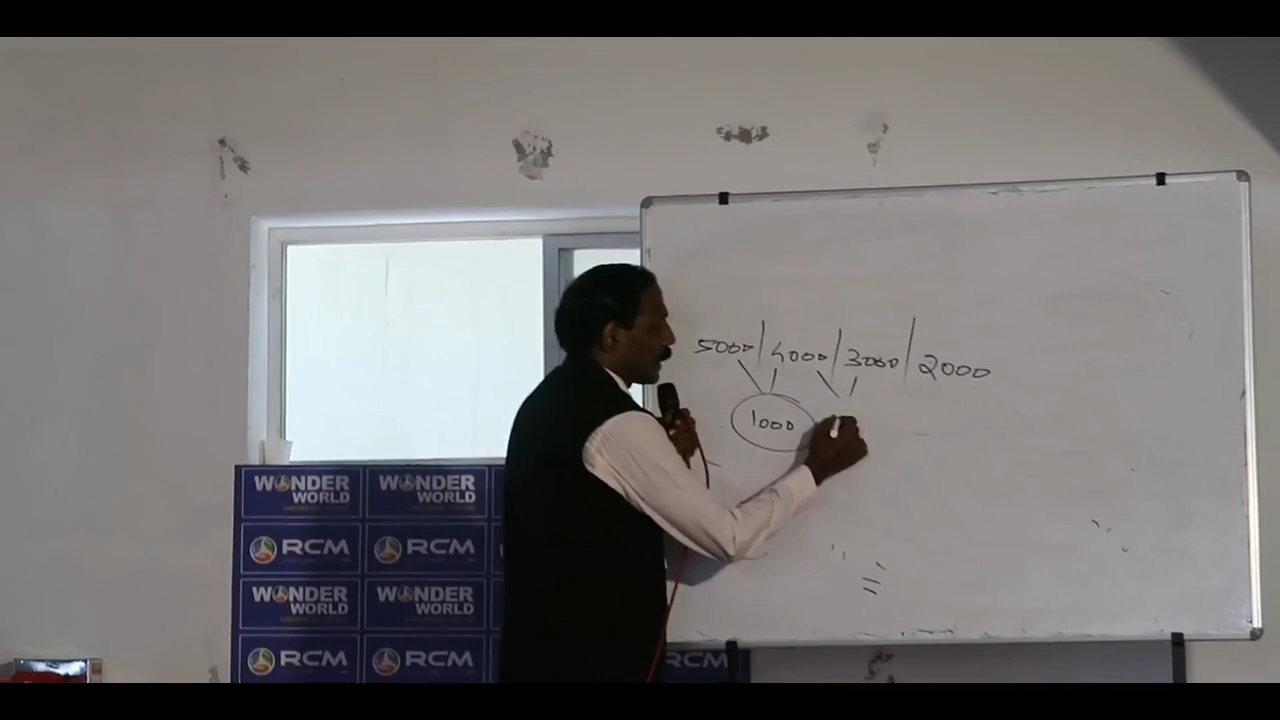 5000/ 4000/ 3000/ 2000
1000
WONDER WORLD WONDER WORLD
RCM RCM
WONDER WORLD WONDER WORLD
RCM RCM RCM